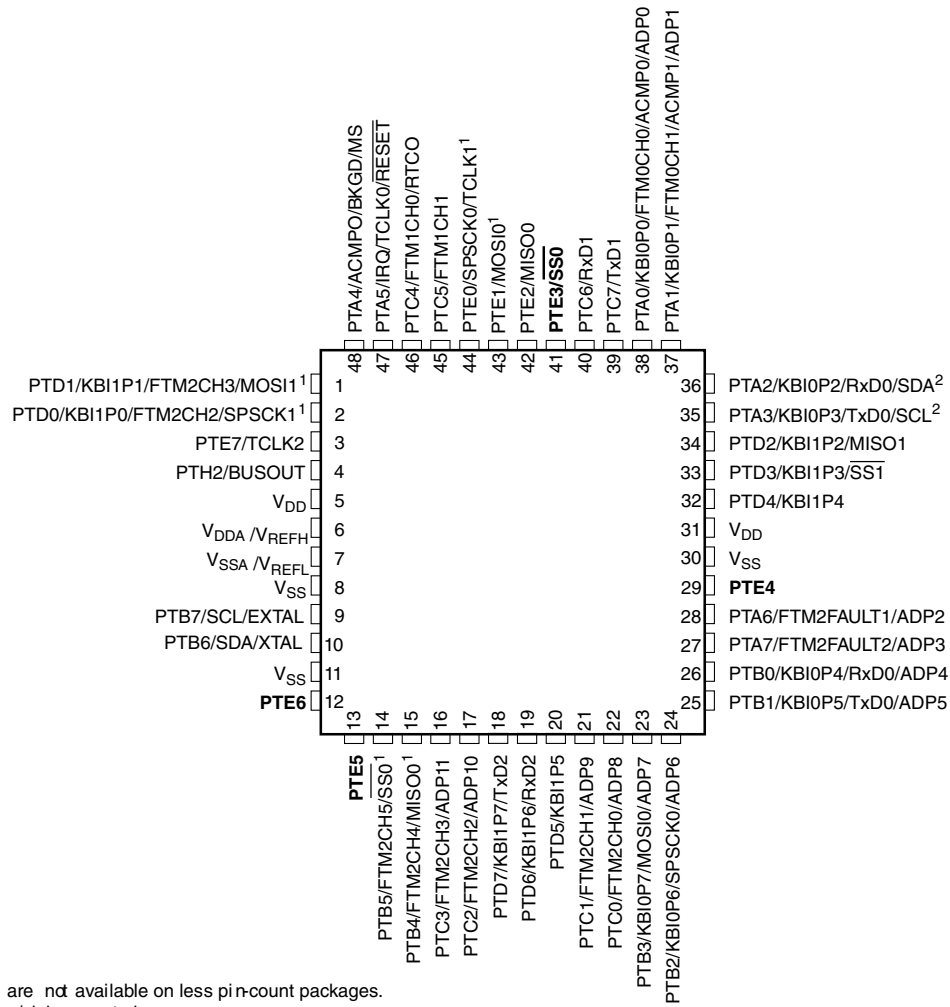 PTA4/ACMPO/BKGD/MS
PTA5/IRQ/TCLK0/RESET
PTC4/FTM1CH0/RTCO
PTC5/FTM1CH1
PTE0/SPSCK0/TCLK1¹
PTE1/MOSI0¹
PTE2/MISO0
PTE3/SS0
PTC6/RxD1
PTC7/TxD1
PTA0/KBI0P0/FTM0CH0/ACMP0/ADP0
PTA1/KBI0P1/FTM0CH1/ACMP1/ADP1
48 47 46 45 44 43 42 41 40 39 38 37
PTD1/KBI1P1/FTM2CH3/MOSI1¹ 1
PTD0/KBI1P0/FTM2CH2/SPSCK1¹ 2
PTE7/TCLK2 3
PTH2/BUSOUT 4
VDD 5
VDDA /VREFH 6
VSSA /VREFL 7
VSS 8
PTB7/SCL/EXTAL 9
PTB6/SDA/XTAL 10
VSS 11
PTE6 12
36 PTA2/KBI0P2/RxD0/SDA²
35 PTA3/KBI0P3/TxD0/SCL²
34 PTD2/KBI1P2/MISO1
33 PTD3/KBI1P3/SS1
32 PTD4/KBI1P4
31 VDD
30 VSS
29 PTE4
28 PTA6/FTM2FAULT1/ADP2
27 PTA7/FTM2FAULT2/ADP3
26 PTB0/KBI0P4/RxD0/ADP4
25 PTB1/KBI0P5/TxD0/ADP5
13 14 15 16 17 18 19 20 21 22 23 24
PTE5
PTB5/FTM2CH5/SS0¹
PTB4/FTM2CH4/MISO0¹
PTC3/FTM2CH3/ADP11
PTC2/FTM2CH2/ADP10
PTD7/KBI1P7/TxD2
PTD6/KBI1P6/RxD2
PTD5/KBI1P5
PTC1/FTM2CH1/ADP9
PTC0/FTM2CH0/ADP8
PTB3/KBI0P7/MOSI0/ADP7
PTB2/KBI0P6/SPSCK0/ADP6
are not available on less pin-count packages.